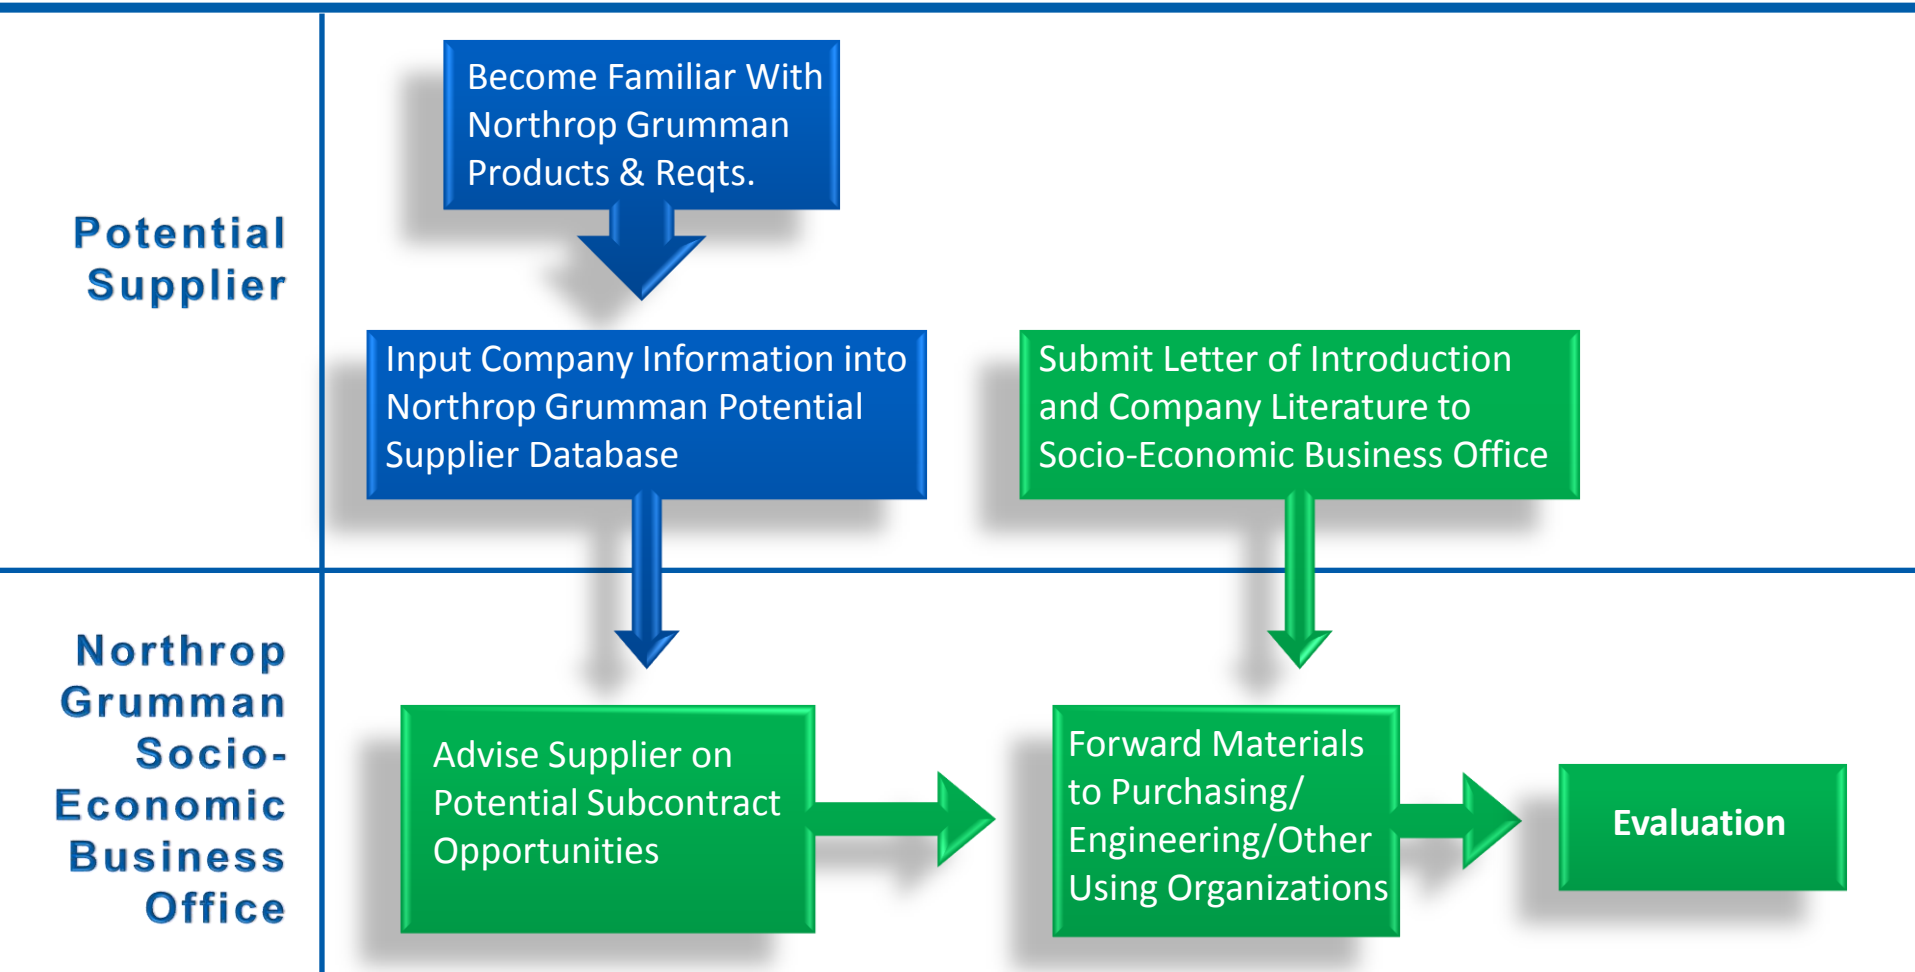 Potential
Supplier
Become Familiar With
Northrop Grumman
Products & Reqts.
Input Company Information into
Northrop Grumman Potential
Supplier Database
Submit Letter of Introduction
and Company Literature to
Socio-Economic Business Office
Northrop
Grumman
Socio-
Economic
Business
Office
Advise Supplier on
Potential Subcontract
Opportunities
Forward Materials
to Purchasing/
Engineering/Other
Using Organizations
Evaluation